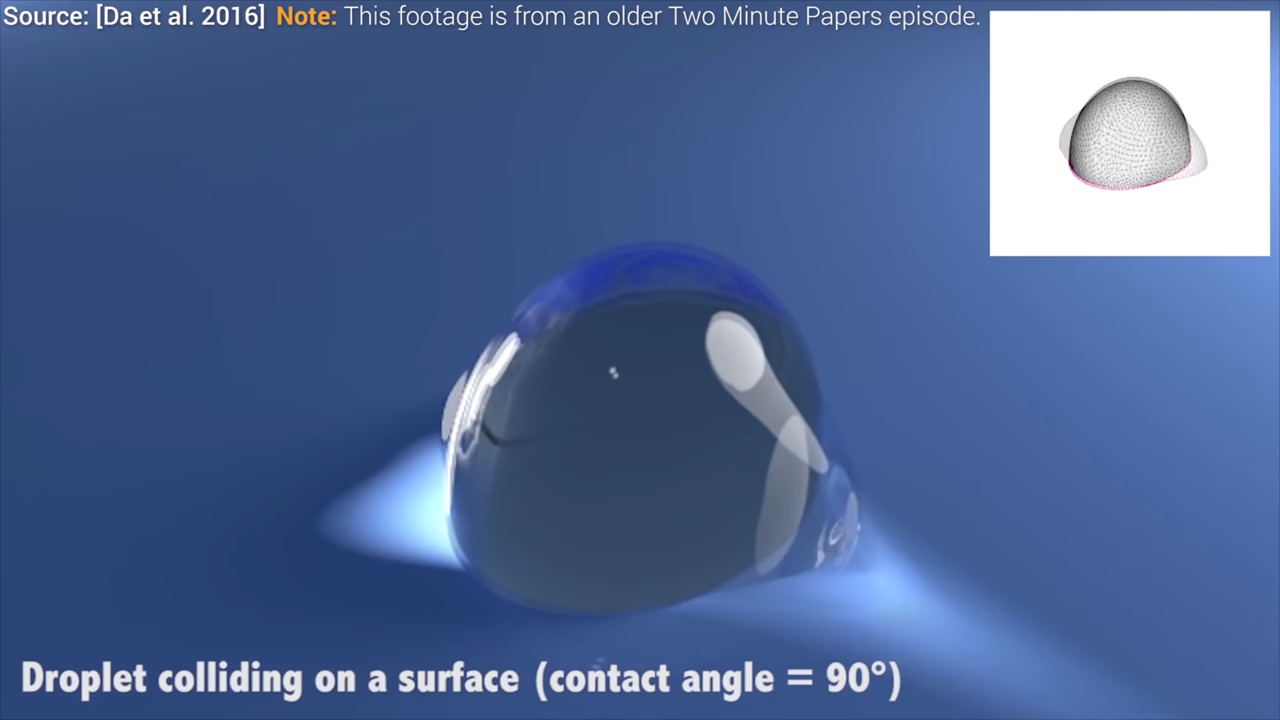 Source: [Da et al. 2016] Note: This footage is from an older Two Minute Papers episode.
Droplet colliding on a surface (contact angle = 90°)